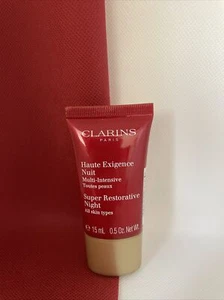 CLARINS
PARIS
Haute Exigence
Nuit
Multi-Intensive
Toutes peaux
Super Restorative
Night
All skin types
e 15 mL 0.5 Oz. Net Wt.